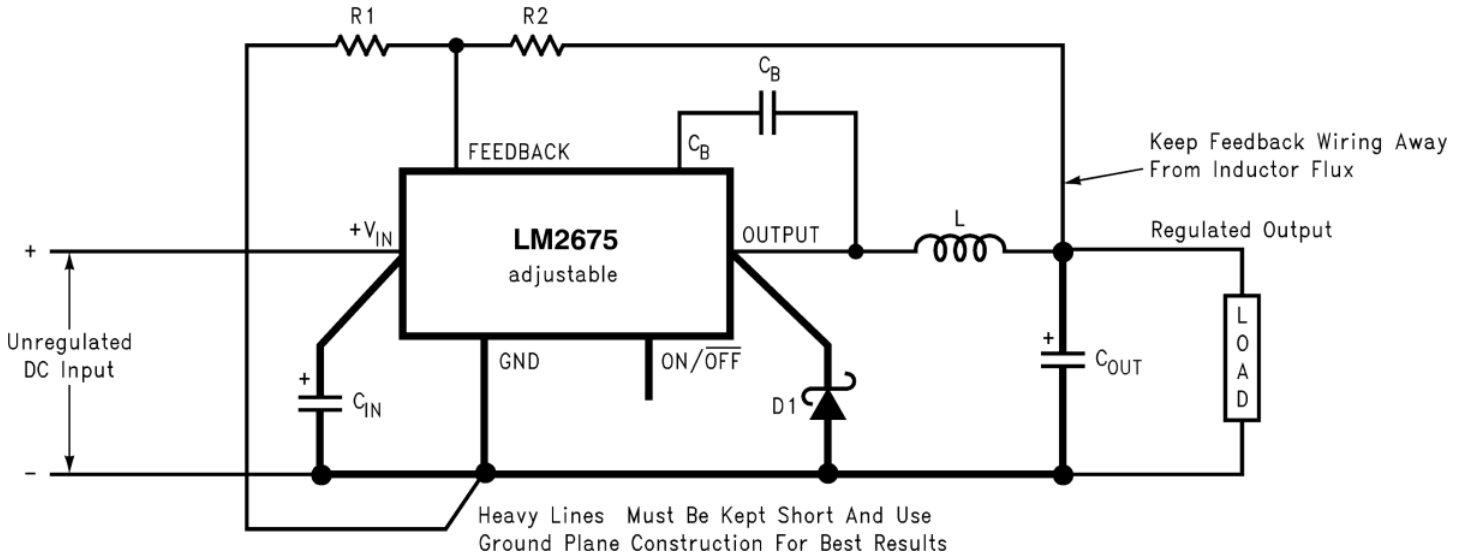 R1
R2
C_B
FEEDBACK
C_B
Keep Feedback Wiring Away
From Inductor Flux
+V_IN
LM2675
adjustable
OUTPUT
L
Regulated Output
+
Unregulated
DC Input
−
+
C_IN
GND
ON/O̅F̅F̅
D1
+
C_OUT
L
O
A
D
Heavy Lines Must Be Kept Short And Use
Ground Plane Construction For Best Results